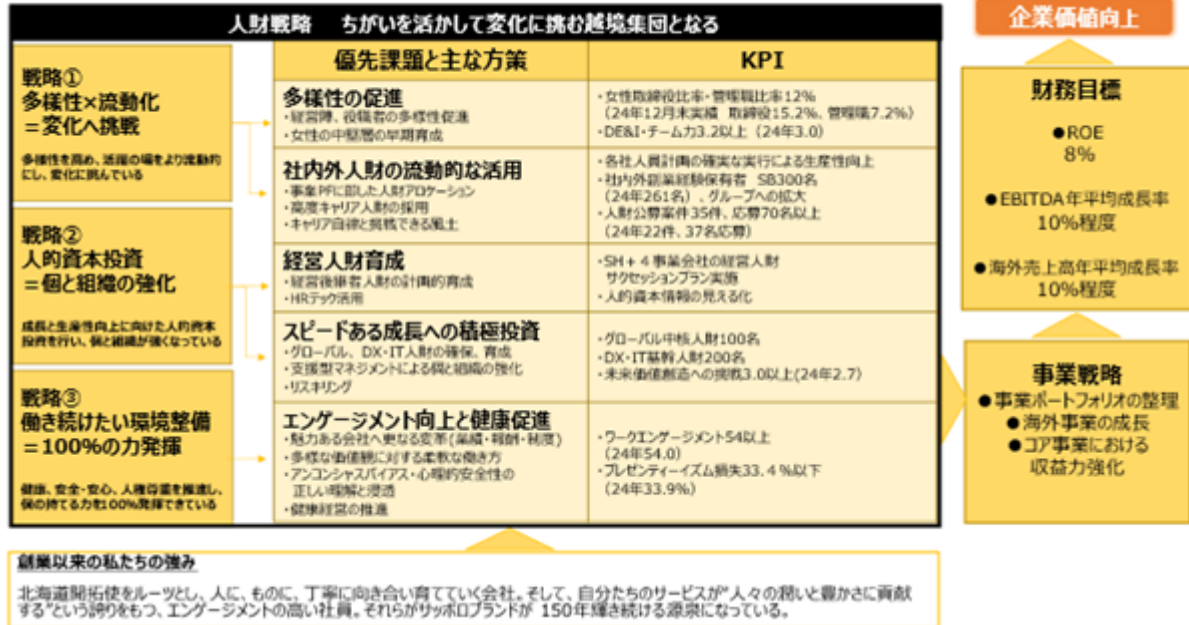 人財戦略　ちがいを活かして変化に挑む越境集団となる
戦略①
多様性×流動化
＝変化へ挑戦
多様性を高め、活躍の場をより流動的
にし、変化に挑んでいる
戦略②
人的資本投資
＝個と組織の強化
成長と生産性向上に向けた人的資本
投資を行い、個と組織が強くなっている
戦略③
働き続けたい環境整備
＝100％の力発揮
健康、安全・安心、人権尊重を推進し、
個の持てる力を100％発揮できている
優先課題と主な方策
KPI
多様性の促進
・経営陣、役職者の多様性促進
・女性の中堅層の早期育成
・女性取締役比率・管理職比率12％
（24年12月末実績　取締役15.2％、管理職7.2％）
・DE&I・チーム力3.2以上（24年3.0）
社内外人財の流動的な活用
・事業PFに即した人財アロケーション
・高度キャリア人財の採用
・キャリア自律と挑戦できる風土
・各社人員計画の確実な実行による生産性向上
・社内外副業経験保有者　SB300名
（24年261名）、グループへの拡大
・人財公募案件35件、応募70名以上
（24年22件、37名応募）
経営人財育成
・経営後継者人財の計画的育成
・HRテック活用
・SH＋４事業会社の経営人財
サクセッションプラン実施
・人的資本情報の見える化
スピードある成長への積極投資
・グローバル、DX・IT人財の確保、育成
・支援型マネジメントによる個と組織の強化
・リスキリング
・グローバル中核人財100名
・DX・IT基幹人財200名
・未来価値創造への挑戦3.0以上(24年2.7)
エンゲージメント向上と健康促進
・魅力ある会社へ更なる変革(業績・報酬・制度)
・多様な価値観に対する柔軟な働き方
・アンコンシャスバイアス・心理的安全性の
正しい理解と浸透
・健康経営の推進
・ワークエンゲージメント54以上
（24年54.0）
・プレゼンティーイズム損失33.４％以下
（24年33.9％）
企業価値向上
財務目標
●ROE
8％
●EBITDA年平均成長率
10％程度
●海外売上高年平均成長率
10％程度
事業戦略
●事業ポートフォリオの整理
●海外事業の成長
●コア事業における
収益力強化
創業以来の私たちの強み
北海道開拓使をルーツとし、人に、ものに、丁寧に向き合い育てていく会社。そして、自分たちのサービスが“人々の潤いと豊かさに貢献
する”という誇りをもつ、エンゲージメントの高い社員。それらがサッポロブランドが 150年輝き続ける源泉になっている。